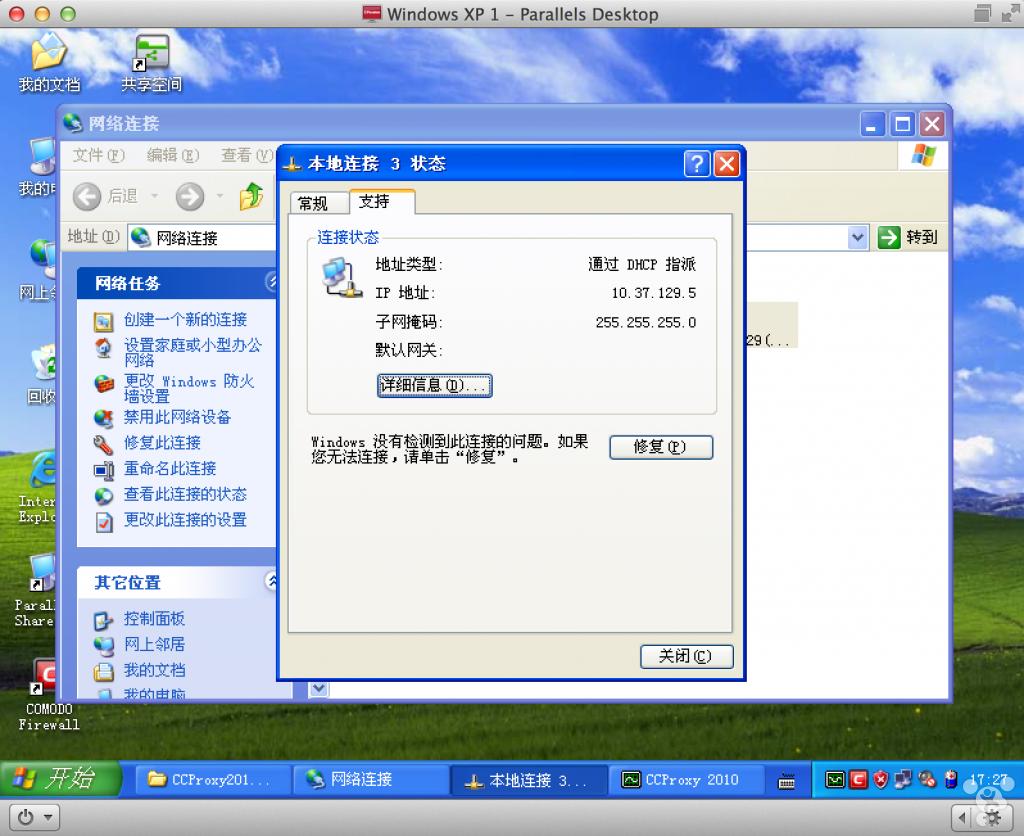 Windows XP 1 - Parallels Desktop
我的文档
共享空间
网络连接
文件(F) 编辑(E) 查看(V)
后退
地址(D) 网络连接
转到
网络任务
创建一个新的连接
设置家庭或小型办公
网络
更改 Windows 防火
墙设置
禁用此网络设备
修复此连接
重命名此连接
查看此连接的状态
更改此连接的设置
其它位置
控制面板
网上邻居
我的文档
我的电脑
本地连接 3 状态
常规
支持
连接状态
地址类型: 通过 DHCP 指派
IP 地址: 10.37.129.5
子网掩码: 255.255.255.0
默认网关:
详细信息(D)...
Windows 没有检测到此连接的问题。如果
您无法连接,请单击“修复”。
修复(P)
关闭(C)
29(...
我的
网上
回收
Inter
Explo
Paral
Share
COMODO
Firewall
开始
CCProxy201...
网络连接
本地连接 3...
CCProxy 2010
17:27